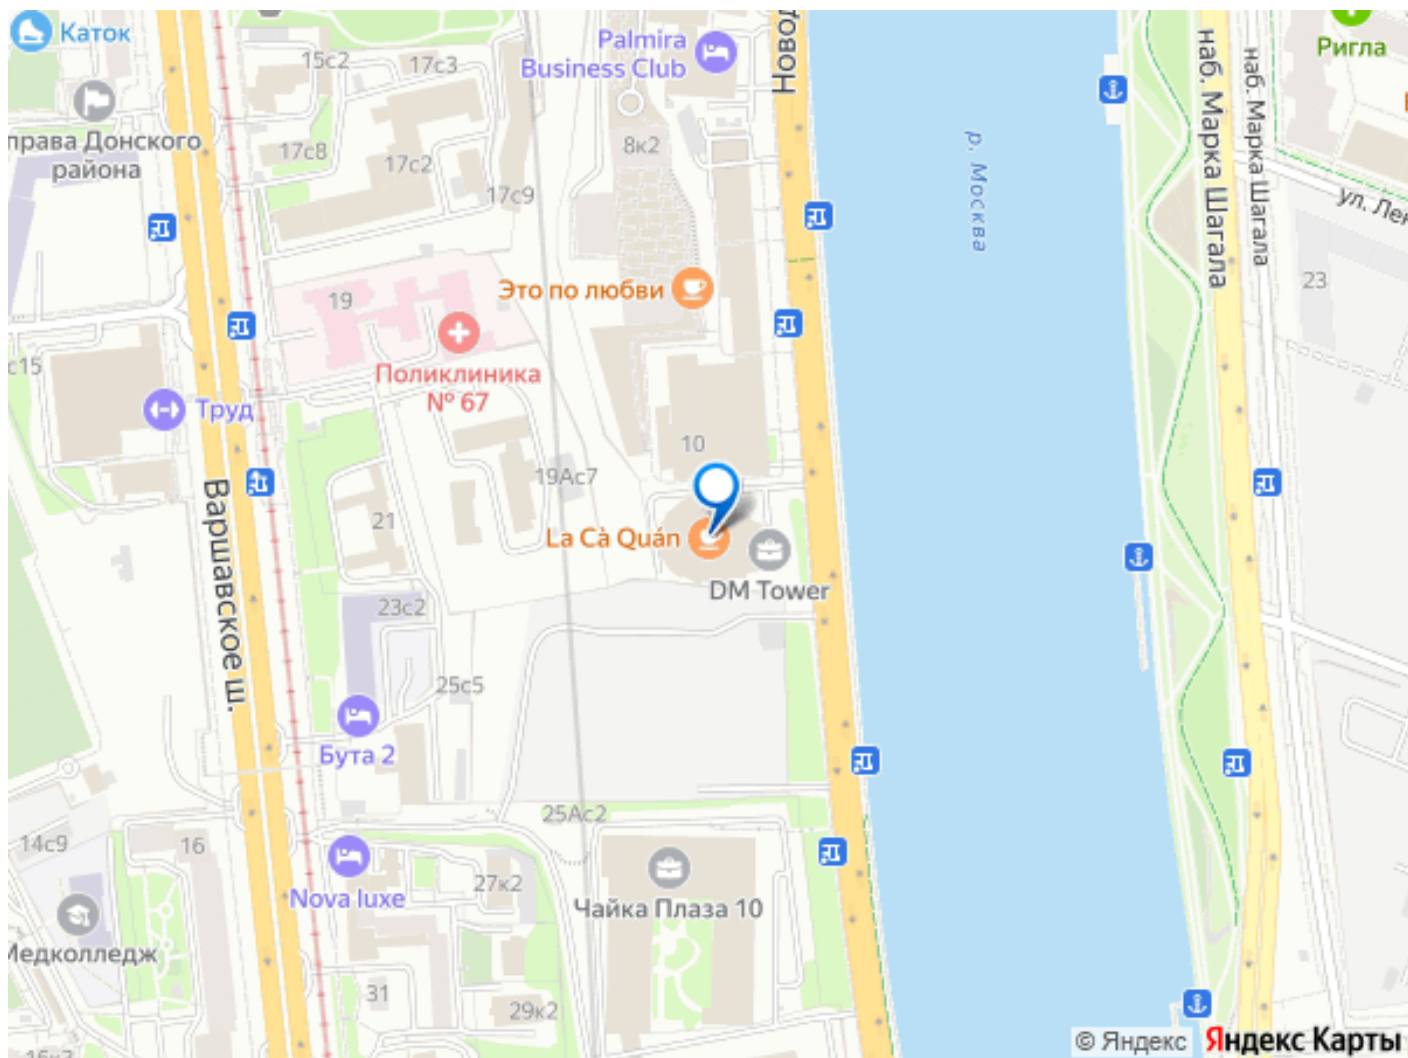 Каток
Palmira
Business Club
Новод
15с2
17с3
Ригла
наб. Марка Шагала
наб. Марка Шагала
права Донского
района
17с8
17с2
8к2
17с9
р. Москва
ул. Лен
19
Это по любви
23
с15
Поликлиника
№ 67
Труд
10
19Ас7
Варшавское ш.
21
La Cà Quán
DM Tower
23с2
25с5
Бута 2
25Ас2
14с9
16
Nova luxe
27к2
Чайка Плаза 10
Медколледж
31
29к2
© Яндекс
Яндекс Карты